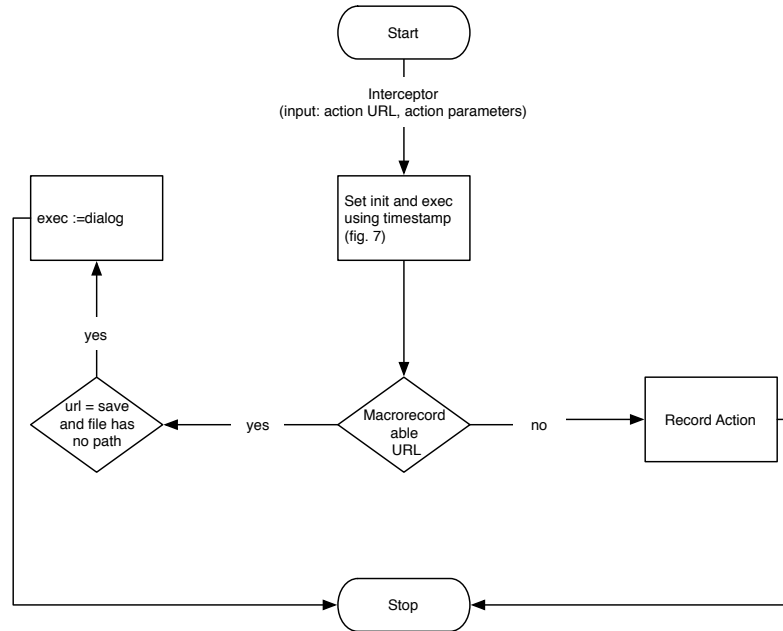 Start
Interceptor
(input: action URL, action parameters)
Set init and exec
using timestamp
(fig. 7)
exec :=dialog
yes
url = save
and file has
no path
yes
Macrorecord
able
URL
no
Record Action
Stop